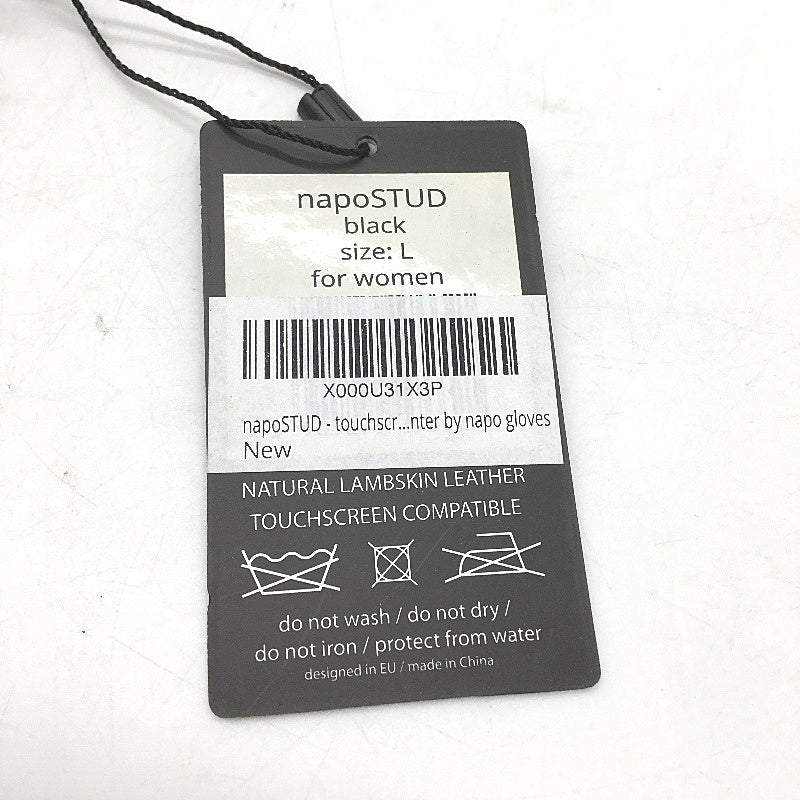 napoSTUD
black
size: L
for women
X000U31X3P
napoSTUD - touchscr...nter by napo gloves
New
NATURAL LAMBSKIN LEATHER
TOUCHSCREEN COMPATIBLE
do not wash / do not dry /
do not iron / protect from water
designed in EU / made in China